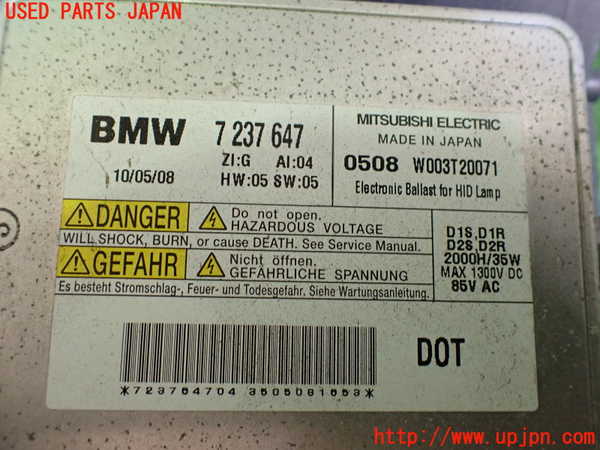 USED PARTS JAPAN
BMW 7 237 647
ZI:G AI:04
10/05/08 HW:05 SW:05
MITSUBISHI ELECTRIC
MADE IN JAPAN
0508 W003T20071
Electronic Ballast for HID Lamp
DANGER Do not open.
HAZARDOUS VOLTAGE
WILL SHOCK, BURN, or cause DEATH. See Service Manual.
GEFAHR Nicht öffnen.
GEFÄHRLICHE SPANNUNG
Es besteht Stromschlag-, Feuer- und Todesgefahr. Siehe Wartungsanleitung.
D1S,D1R
D2S,D2R
2000H/35W
MAX 1300V DC
85V AC
DOT
*723764704 3505081653*
http://www.upjpn.com/